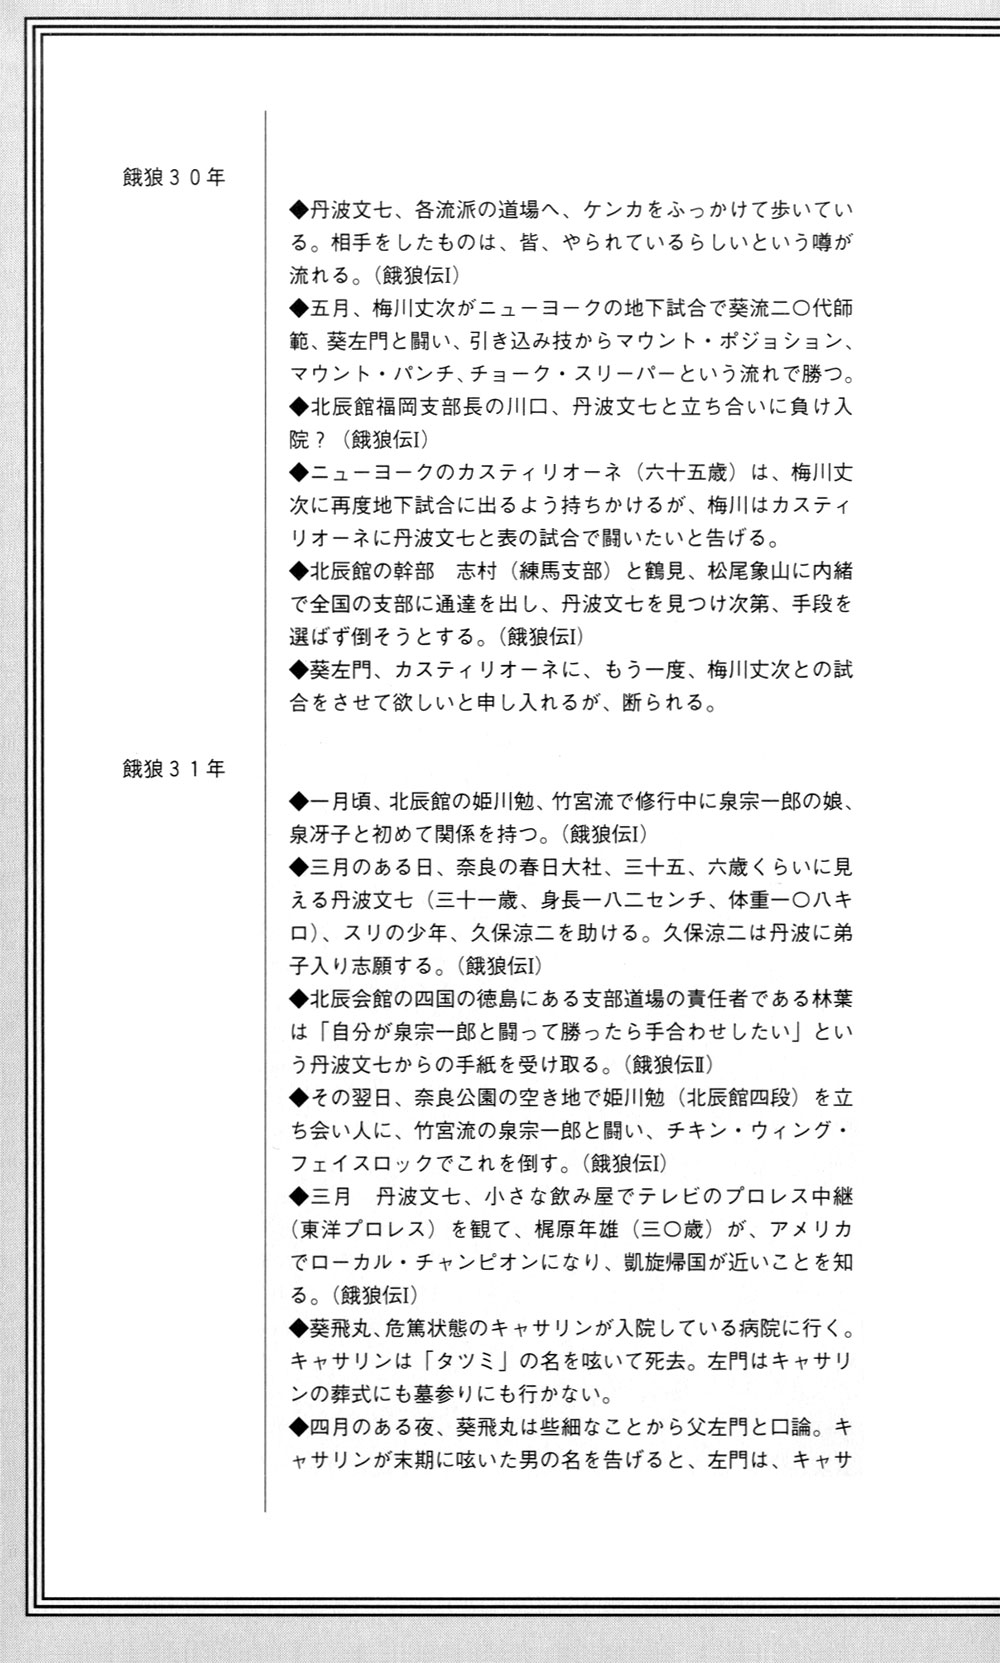 餓狼３０年
◆丹波文七、各流派の道場へ、ケンカをふっかけて歩いてい
る。相手をしたものは、皆、やられているらしいという噂が
流れる。（餓狼伝Ⅰ）
◆五月、梅川丈次がニューヨークの地下試合で葵流二〇代師
範、葵左門と闘い、引き込み技からマウント・ポジション、
マウント・パンチ、チョーク・スリーパーという流れで勝つ。
◆北辰館福岡支部長の川口、丹波文七と立ち合いに負け入
院？（餓狼伝Ⅰ）
◆ニューヨークのカスティリオーネ（六十五歳）は、梅川丈
次に再度地下試合に出るよう持ちかけるが、梅川はカスティ
リオーネに丹波文七と表の試合で闘いたいと告げる。
◆北辰館の幹部　志村（練馬支部）と鶴見、松尾象山に内緒
で全国の支部に通達を出し、丹波文七を見つけ次第、手段を
選ばず倒そうとする。（餓狼伝Ⅰ）
◆葵左門、カスティリオーネに、もう一度、梅川丈次との試
合をさせて欲しいと申し入れるが、断られる。
餓狼３１年
◆一月頃、北辰館の姫川勉、竹宮流で修行中に泉宗一郎の娘、
泉冴子と初めて関係を持つ。（餓狼伝Ⅰ）
◆三月のある日、奈良の春日大社、三十五、六歳くらいに見
える丹波文七（三十一歳、身長一八二センチ、体重一〇八キ
ロ）、スリの少年、久保涼二を助ける。久保涼二は丹波に弟
子入り志願する。（餓狼伝Ⅰ）
◆北辰会館の四国の徳島にある支部道場の責任者である林葉
は「自分が泉宗一郎と闘って勝ったら手合わせしたい」とい
う丹波文七からの手紙を受け取る。（餓狼伝Ⅱ）
◆その翌日、奈良公園の空き地で姫川勉（北辰館四段）を立
ち会い人に、竹宮流の泉宗一郎と闘い、チキン・ウィング・
フェイスロックでこれを倒す。（餓狼伝Ⅰ）
◆三月　丹波文七、小さな飲み屋でテレビのプロレス中継
（東洋プロレス）を観て、梶原年雄（三〇歳）が、アメリカ
でローカル・チャンピオンになり、凱旋帰国が近いことを知
る。（餓狼伝Ⅰ）
◆葵飛丸、危篤状態のキャサリンが入院している病院に行く。
キャサリンは「タツミ」の名を呟いて死去。左門はキャサリ
ンの葬式にも墓参りにも行かない。
◆四月のある夜、葵飛丸は些細なことから父左門と口論。キ
ャサリンが末期に呟いた男の名を告げると、左門は、キャサ